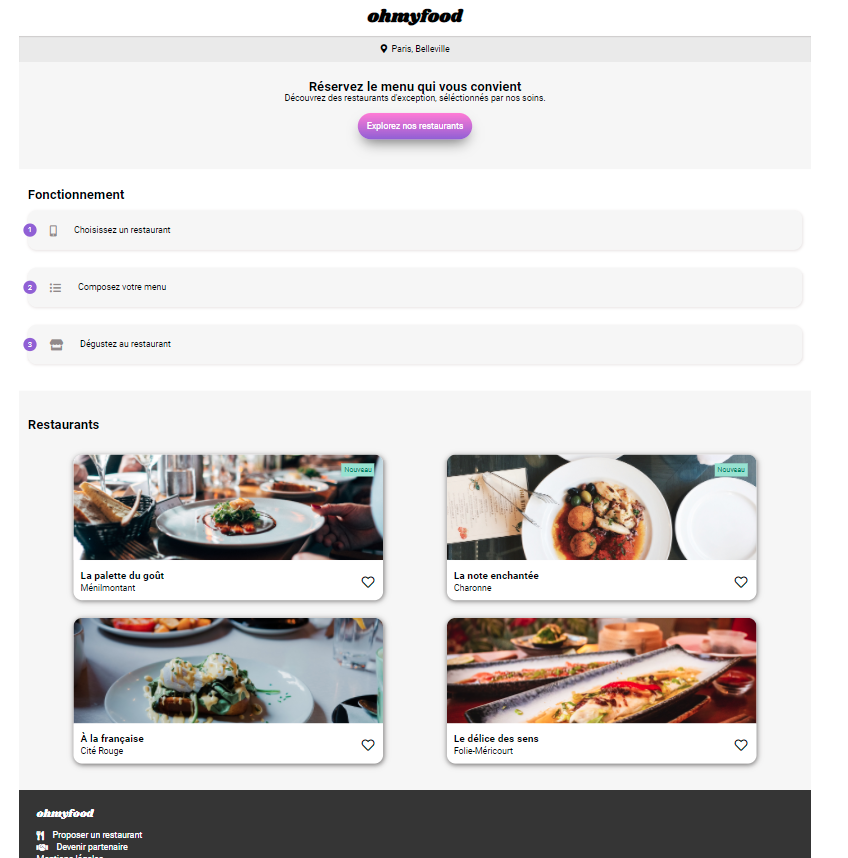 ohmyfood
Paris, Belleville
Réservez le menu qui vous convient
Découvrez des restaurants d'exception, séléctionnés par nos soins.
Explorez nos restaurants
Fonctionnement
1 Choisissez un restaurant
2 Composez votre menu
3 Dégustez au restaurant
Restaurants
Nouveau
La palette du goût
Ménilmontant
Nouveau
La note enchantée
Charonne
À la française
Cité Rouge
Le délice des sens
Folie-Méricourt
ohmyfood
Proposer un restaurant
Devenir partenaire
Mentions légales